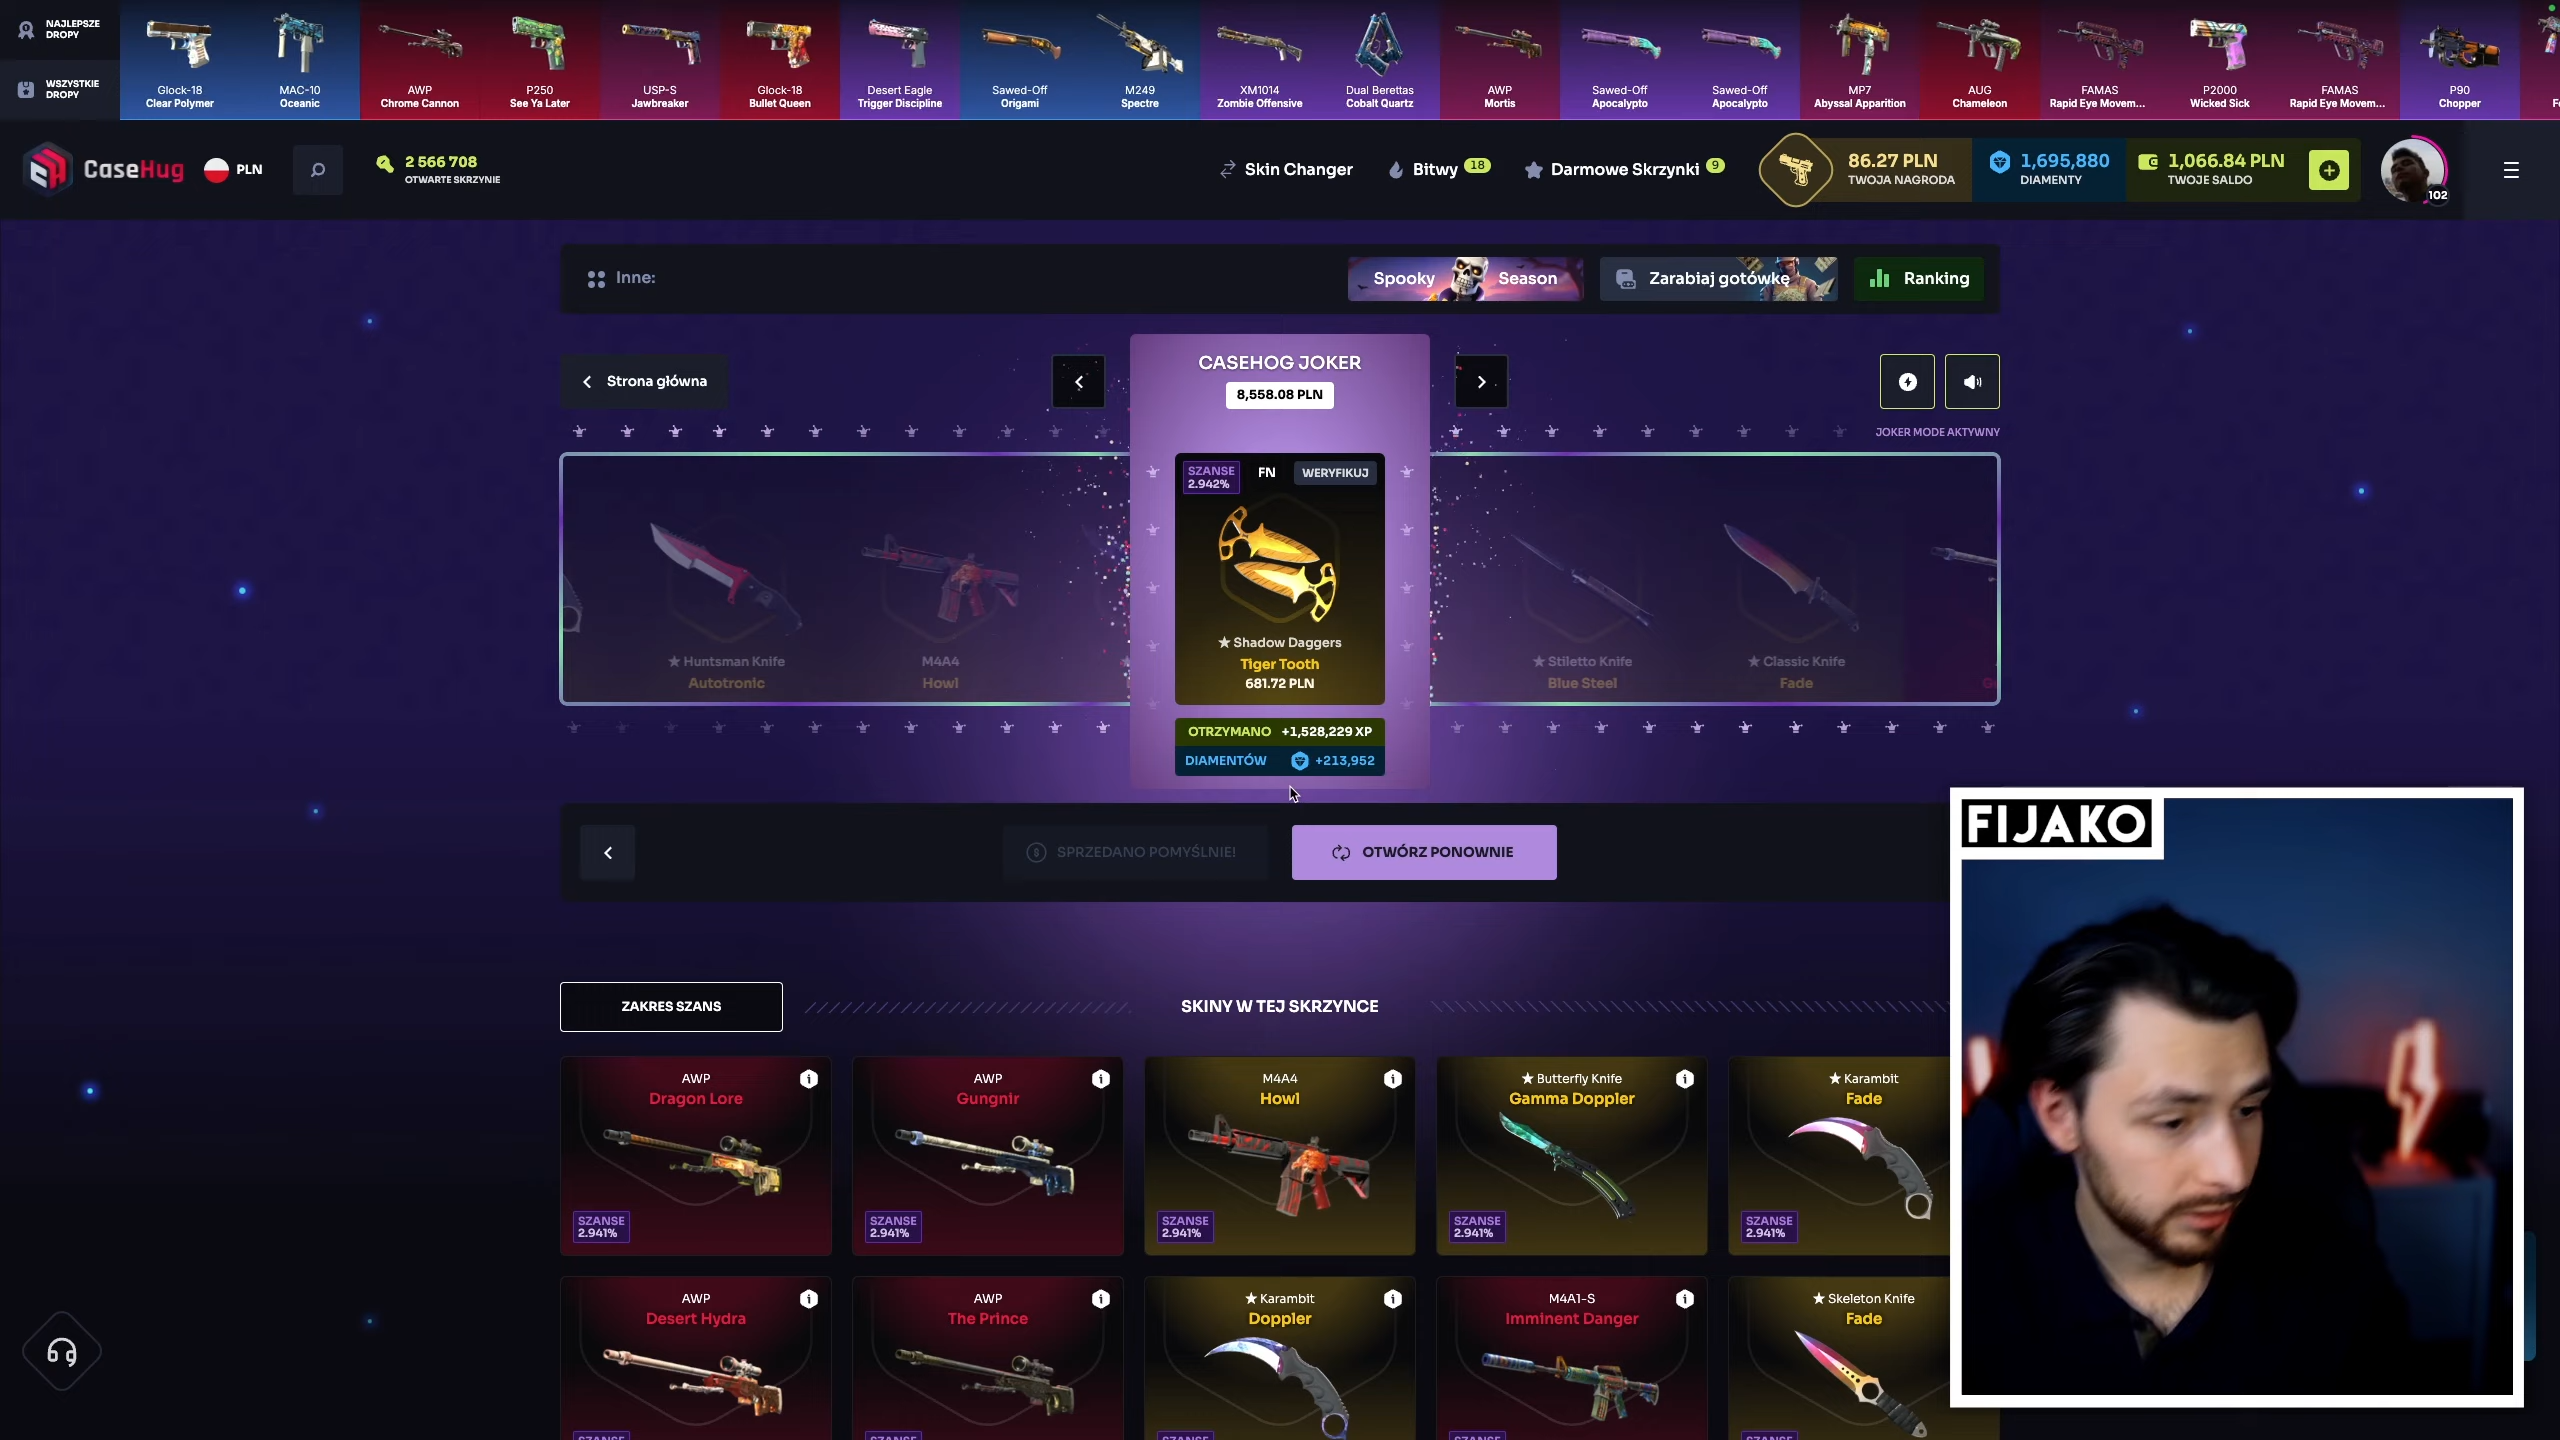 NAJLEPSZE
DROPY
WSZYSTKIE
DROPY
Glock-18
Clear Polymer
MAC-10
Oceanic
AWP
Chrome Cannon
P250
See Ya Later
USP-S
Jawbreaker
Glock-18
Bullet Queen
Desert Eagle
Trigger Discipline
Sawed-Off
Origami
M249
Spectre
XM1014
Zombie Offensive
Dual Berettas
Cobalt Quartz
AWP
Mortis
Sawed-Off
Apocalypto
Sawed-Off
Apocalypto
MP7
Abyssal Apparition
AUG
Chameleon
FAMAS
Rapid Eye Movem...
P2000
Wicked Sick
FAMAS
Rapid Eye Movem...
P90
Chopper
CaseHug
PLN
2 566 708
OTWARTE SKRZYNIE
Skin Changer
Bitwy 18
Darmowe Skrzynki 9
86.27 PLN
TWOJA NAGRODA
1,695,880
DIAMENTY
1,066.84 PLN
TWOJE SALDO
102
Inne:
Spooky Season
Zarabiaj gotówkę
Ranking
Strona główna
CASEHOG JOKER
8,558.08 PLN
JOKER MODE AKTYWNY
★ Huntsman Knife
Autotronic
M4A4
Howl
SZANSE
2.942%
FN
WERYFIKUJ
★ Shadow Daggers
Tiger Tooth
681.72 PLN
★ Stiletto Knife
Blue Steel
★ Classic Knife
Fade
OTRZYMANO +1,528,229 XP
DIAMENTÓW +213,952
SPRZEDANO POMYŚLNIE!
OTWÓRZ PONOWNIE
FIJAKO
ZAKRES SZANS
SKINY W TEJ SKRZYNCE
AWP
Dragon Lore
SZANSE
2.941%
AWP
Gungnir
SZANSE
2.941%
M4A4
Howl
SZANSE
2.941%
★ Butterfly Knife
Gamma Doppler
SZANSE
2.941%
★ Karambit
Fade
SZANSE
2.941%
AWP
Desert Hydra
AWP
The Prince
★ Karambit
Doppler
M4A1-S
Imminent Danger
★ Skeleton Knife
Fade